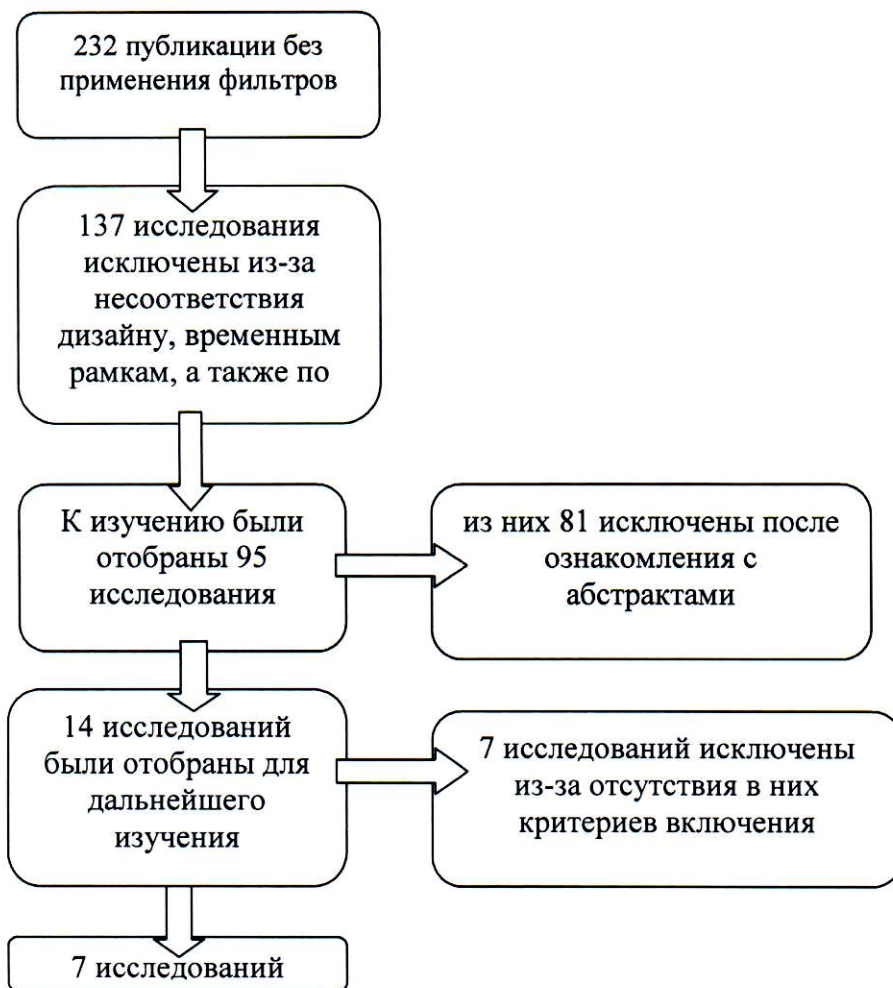 232 публикации без
применения фильтров
137 исследования
исключены из-за
несоответствия
дизайну, временным
рамкам, а также по
К изучению были
отобраны 95
исследования
из них 81 исключены после
ознакомления с
абстрактами
14 исследований
были отобраны для
дальнейшего
изучения
7 исследований исключены
из-за отсутствия в них
критериев включения
7 исследований